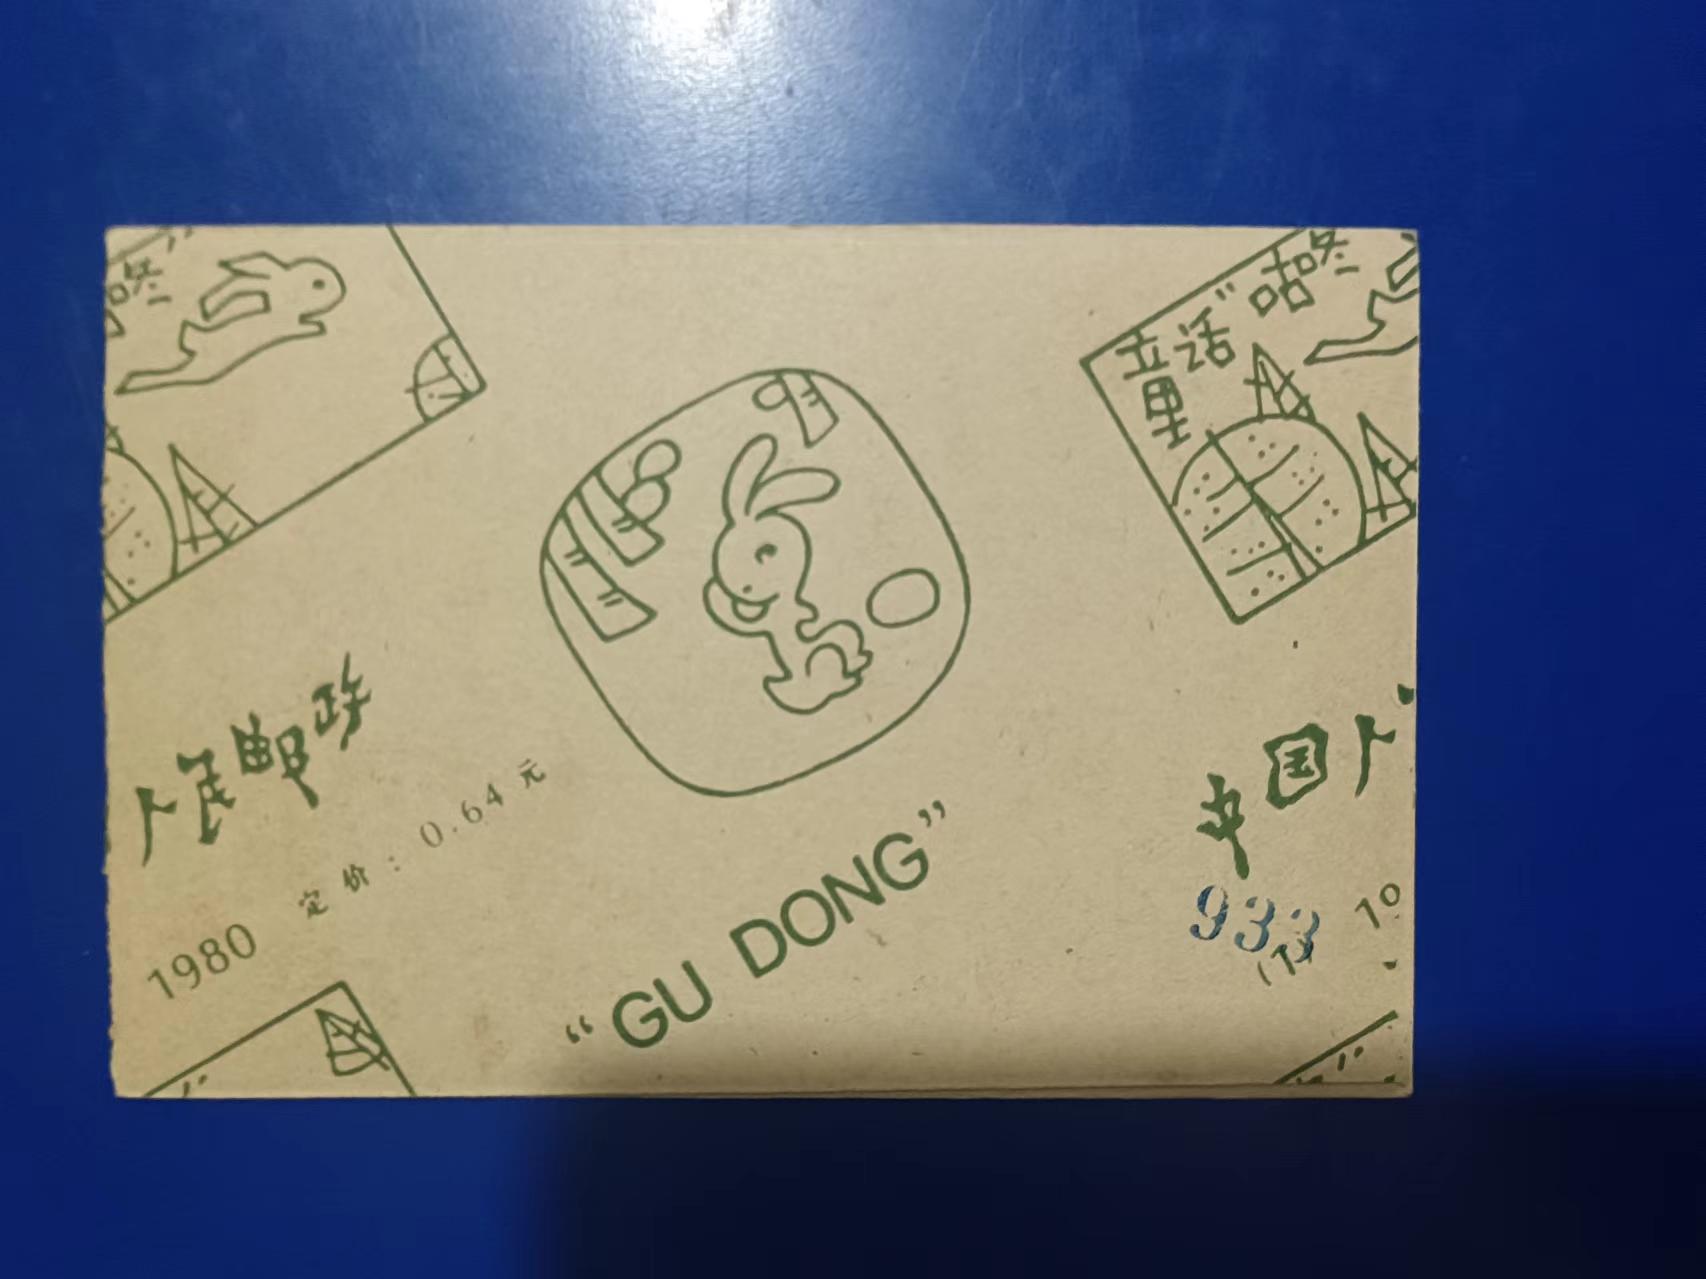 咚”
童话“咕咚
人民邮政
中国人
定价：0.64元
1980
933
(1)
“GU DONG”